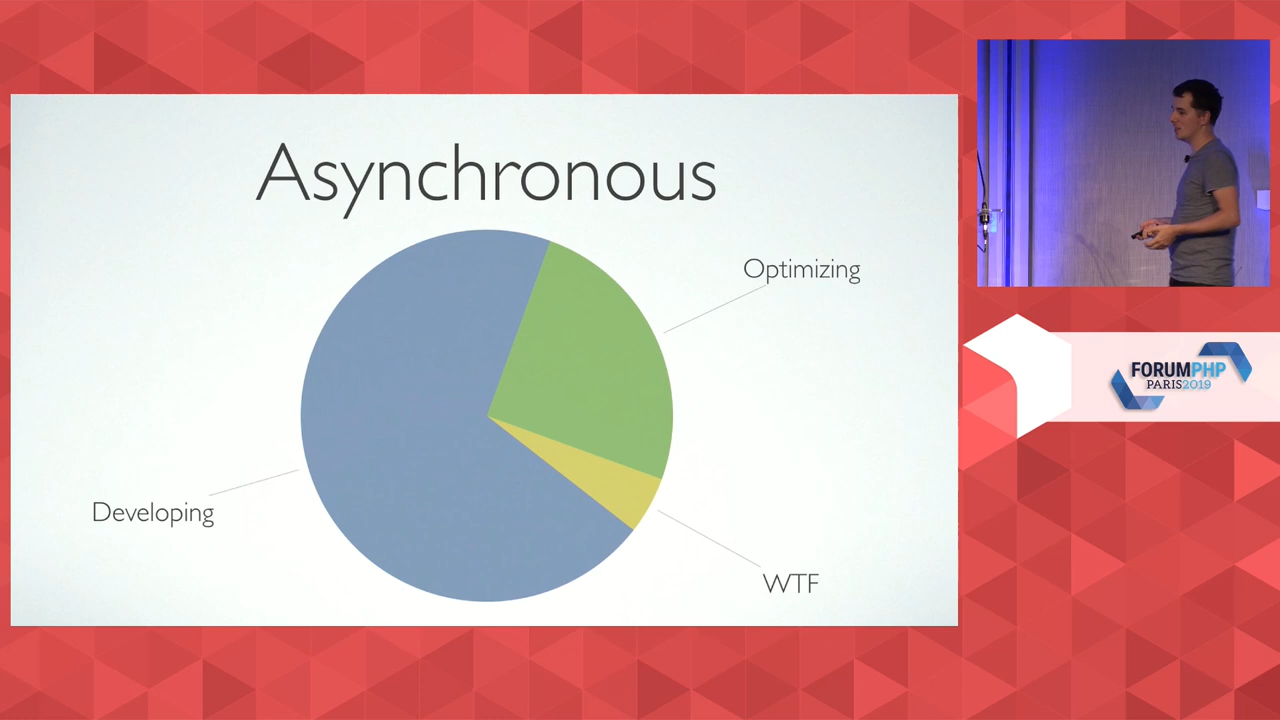 Asynchronous
Optimizing
Developing
WTF
FORUMPHP
PARIS2019